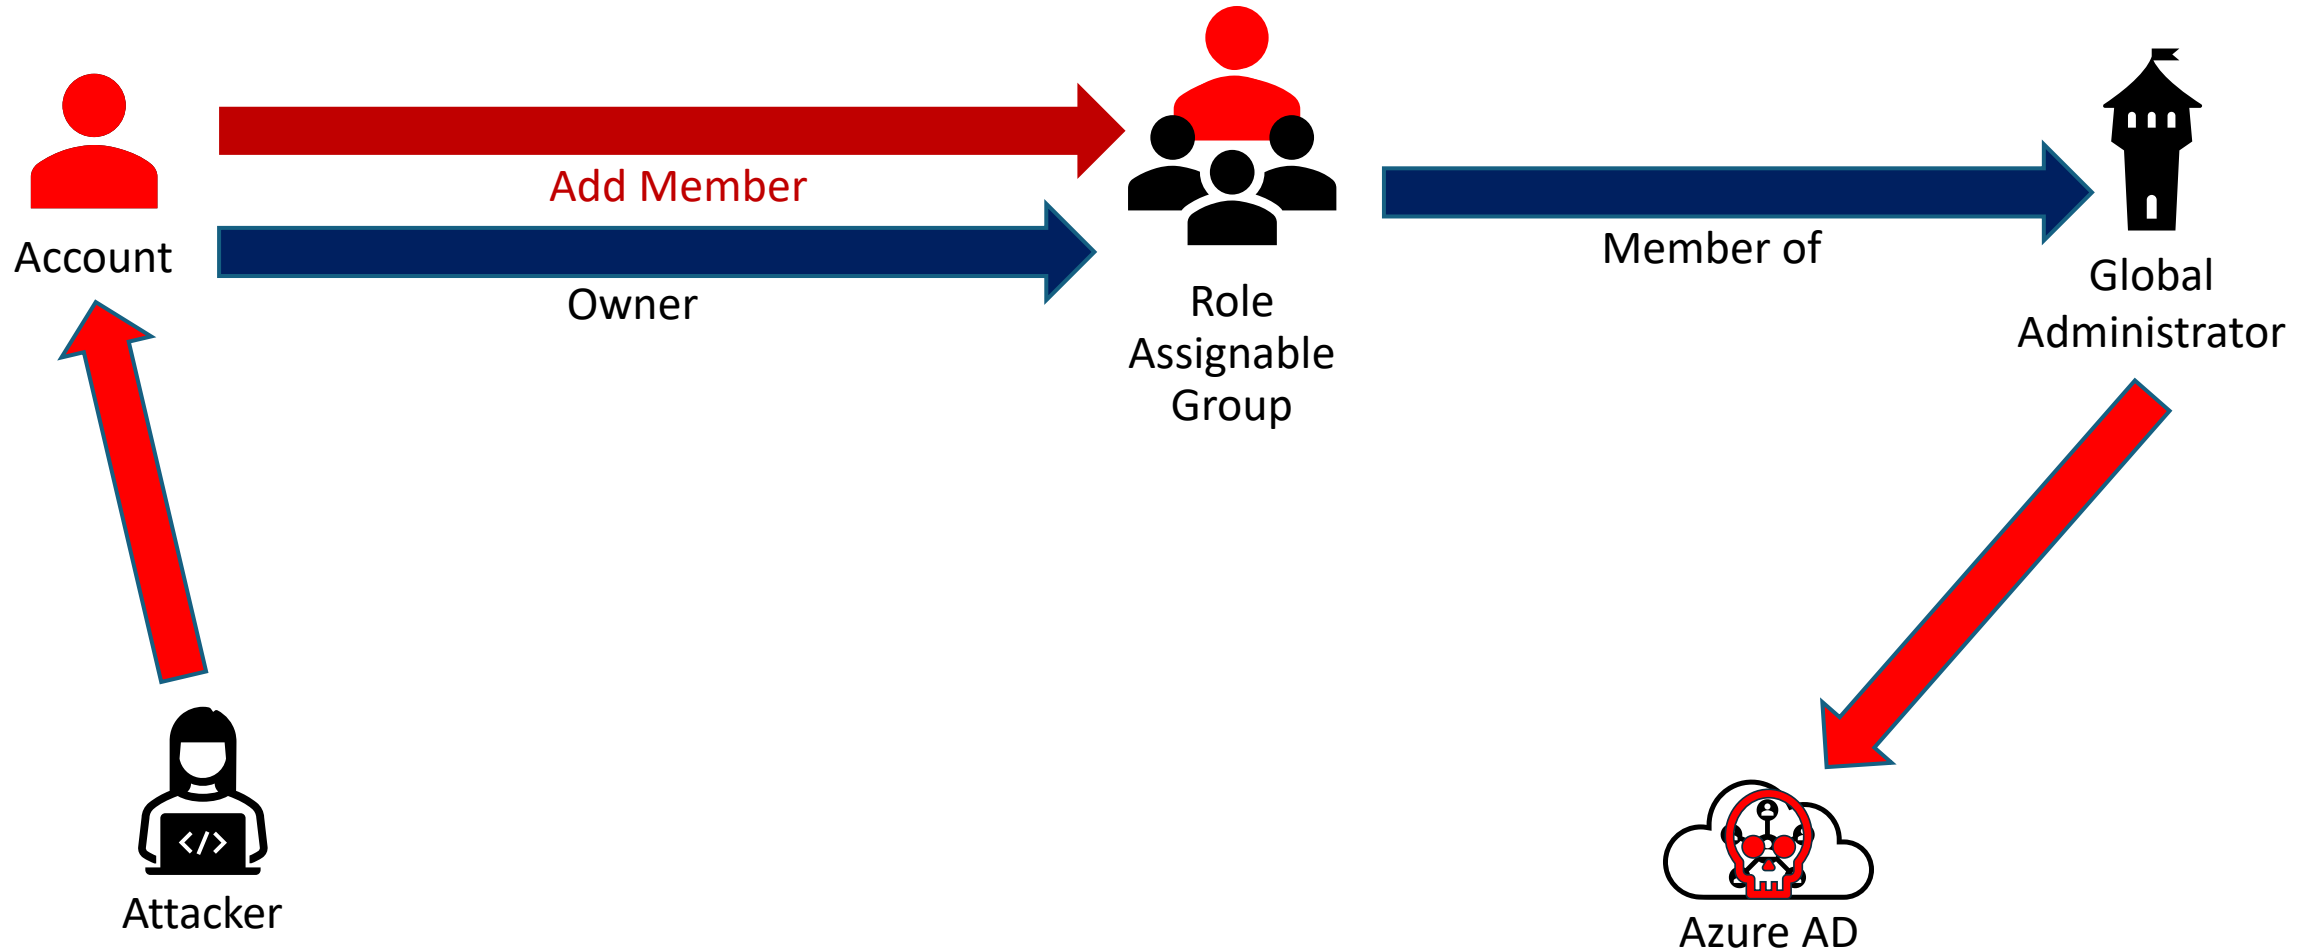 Add Member
Account
Owner
Role
Assignable
Group
Member of
Global
Administrator
</>
Attacker
Azure AD